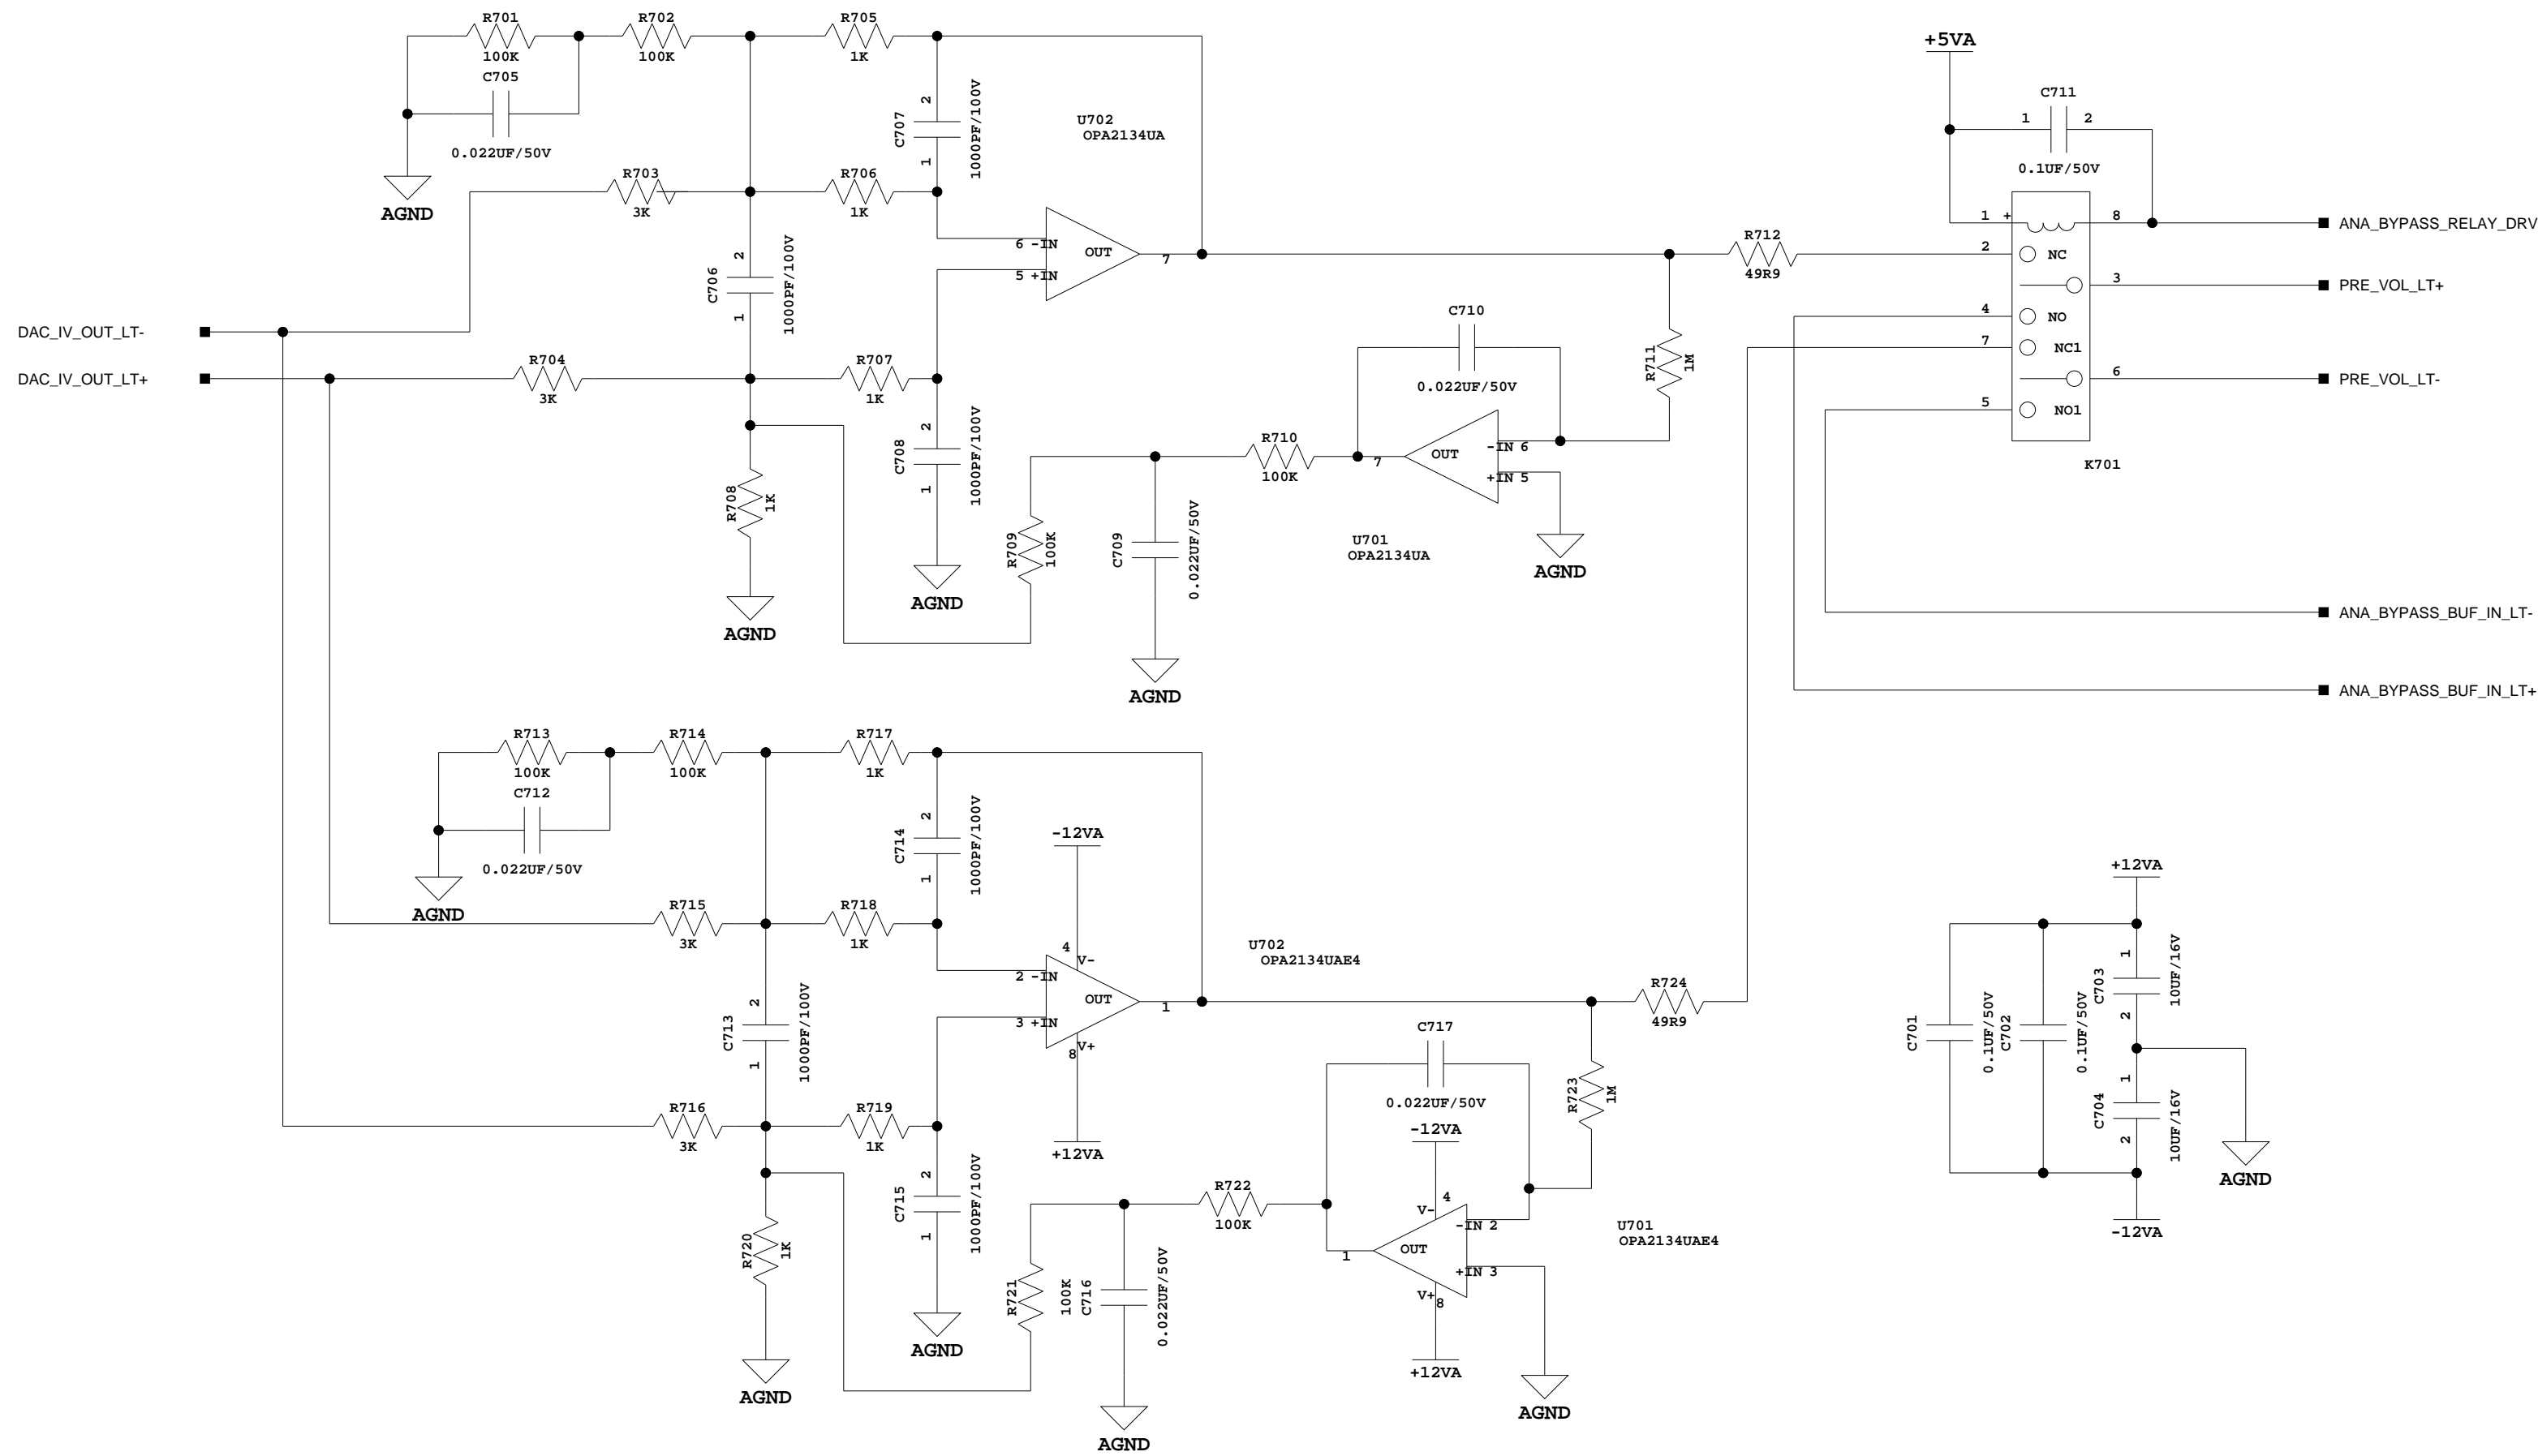 R701
100K
C705
0.022UF/50V
AGND
R702
100K
R705
1K
R703
3K
R706
1K
C707
2
1
1000PF/100V
U702
OPA2134UA
6 -IN
5 +IN
OUT
7
C706
2
1
1000PF/100V
DAC_IV_OUT_LT-
DAC_IV_OUT_LT+
R704
3K
R707
1K
C708
2
1
1000PF/100V
AGND
R708
1K
AGND
R709
100K
C709
0.022UF/50V
AGND
R710
100K
C710
0.022UF/50V
OUT
7
-IN 6
+IN 5
U701
OPA2134UA
AGND
R711
1M
R712
49R9
+5VA
C711
1
2
0.1UF/50V
1 +
8
2
NC
3
4
NO
7
NC1
6
5
NO1
K701
ANA_BYPASS_RELAY_DRV
PRE_VOL_LT+
PRE_VOL_LT-
ANA_BYPASS_BUF_IN_LT-
ANA_BYPASS_BUF_IN_LT+
R713
100K
C712
0.022UF/50V
AGND
R714
100K
R717
1K
R715
3K
R718
1K
C714
2
1
1000PF/100V
-12VA
4
V-
2 -IN
3 +IN
OUT
1
8
V+
+12VA
U702
OPA2134UAE4
C713
2
1
1000PF/100V
R716
3K
R719
1K
C715
2
1
1000PF/100V
AGND
R720
1K
AGND
R721
100K
C716
0.022UF/50V
AGND
R722
100K
C717
0.022UF/50V
-12VA
4
V-
-IN 2
OUT
1
+IN 3
V+
8
+12VA
U701
OPA2134UAE4
AGND
R723
1M
R724
49R9
+12VA
C701
0.1UF/50V
C702
0.1UF/50V
C703
1
2
10UF/16V
C704
1
2
10UF/16V
AGND
-12VA